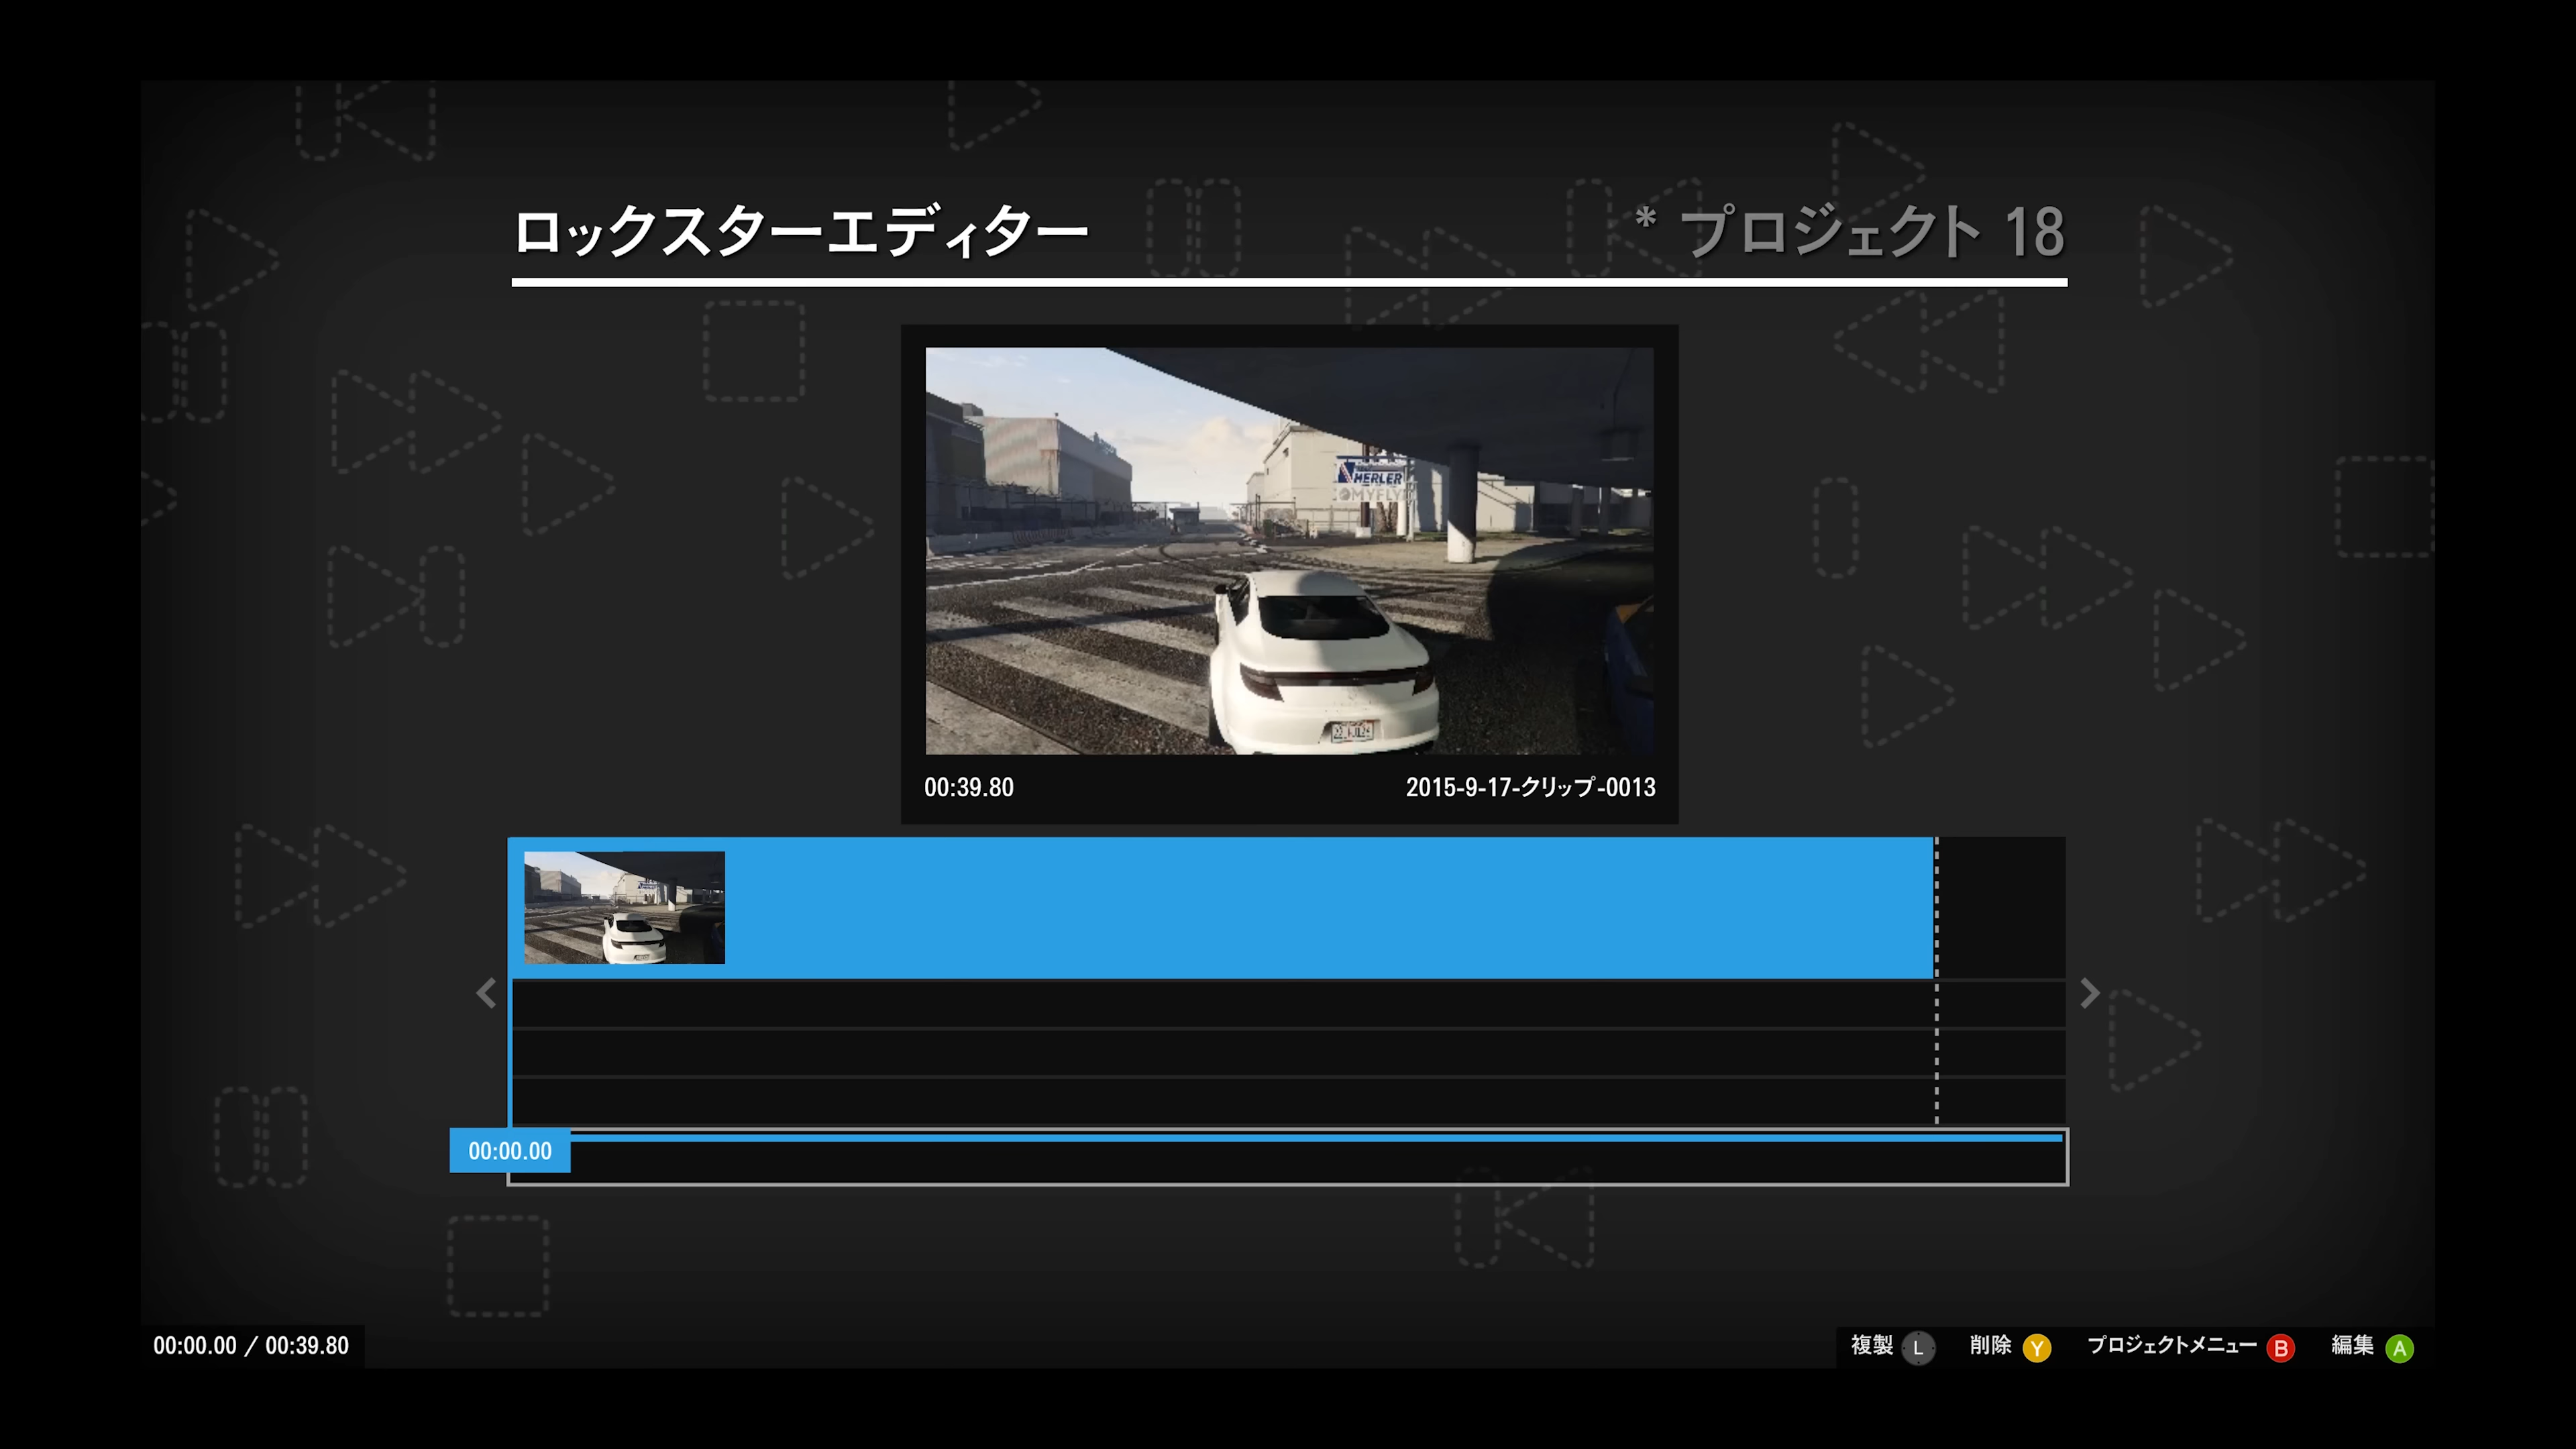 ロックスターエディター
* プロジェクト 18
HERLER
OMYFLY
00:39.80
2015-9-17-クリップ-0013
00:00.00
00:00.00 / 00:39.80
複製 L 削除 Y プロジェクトメニュー B 編集 A